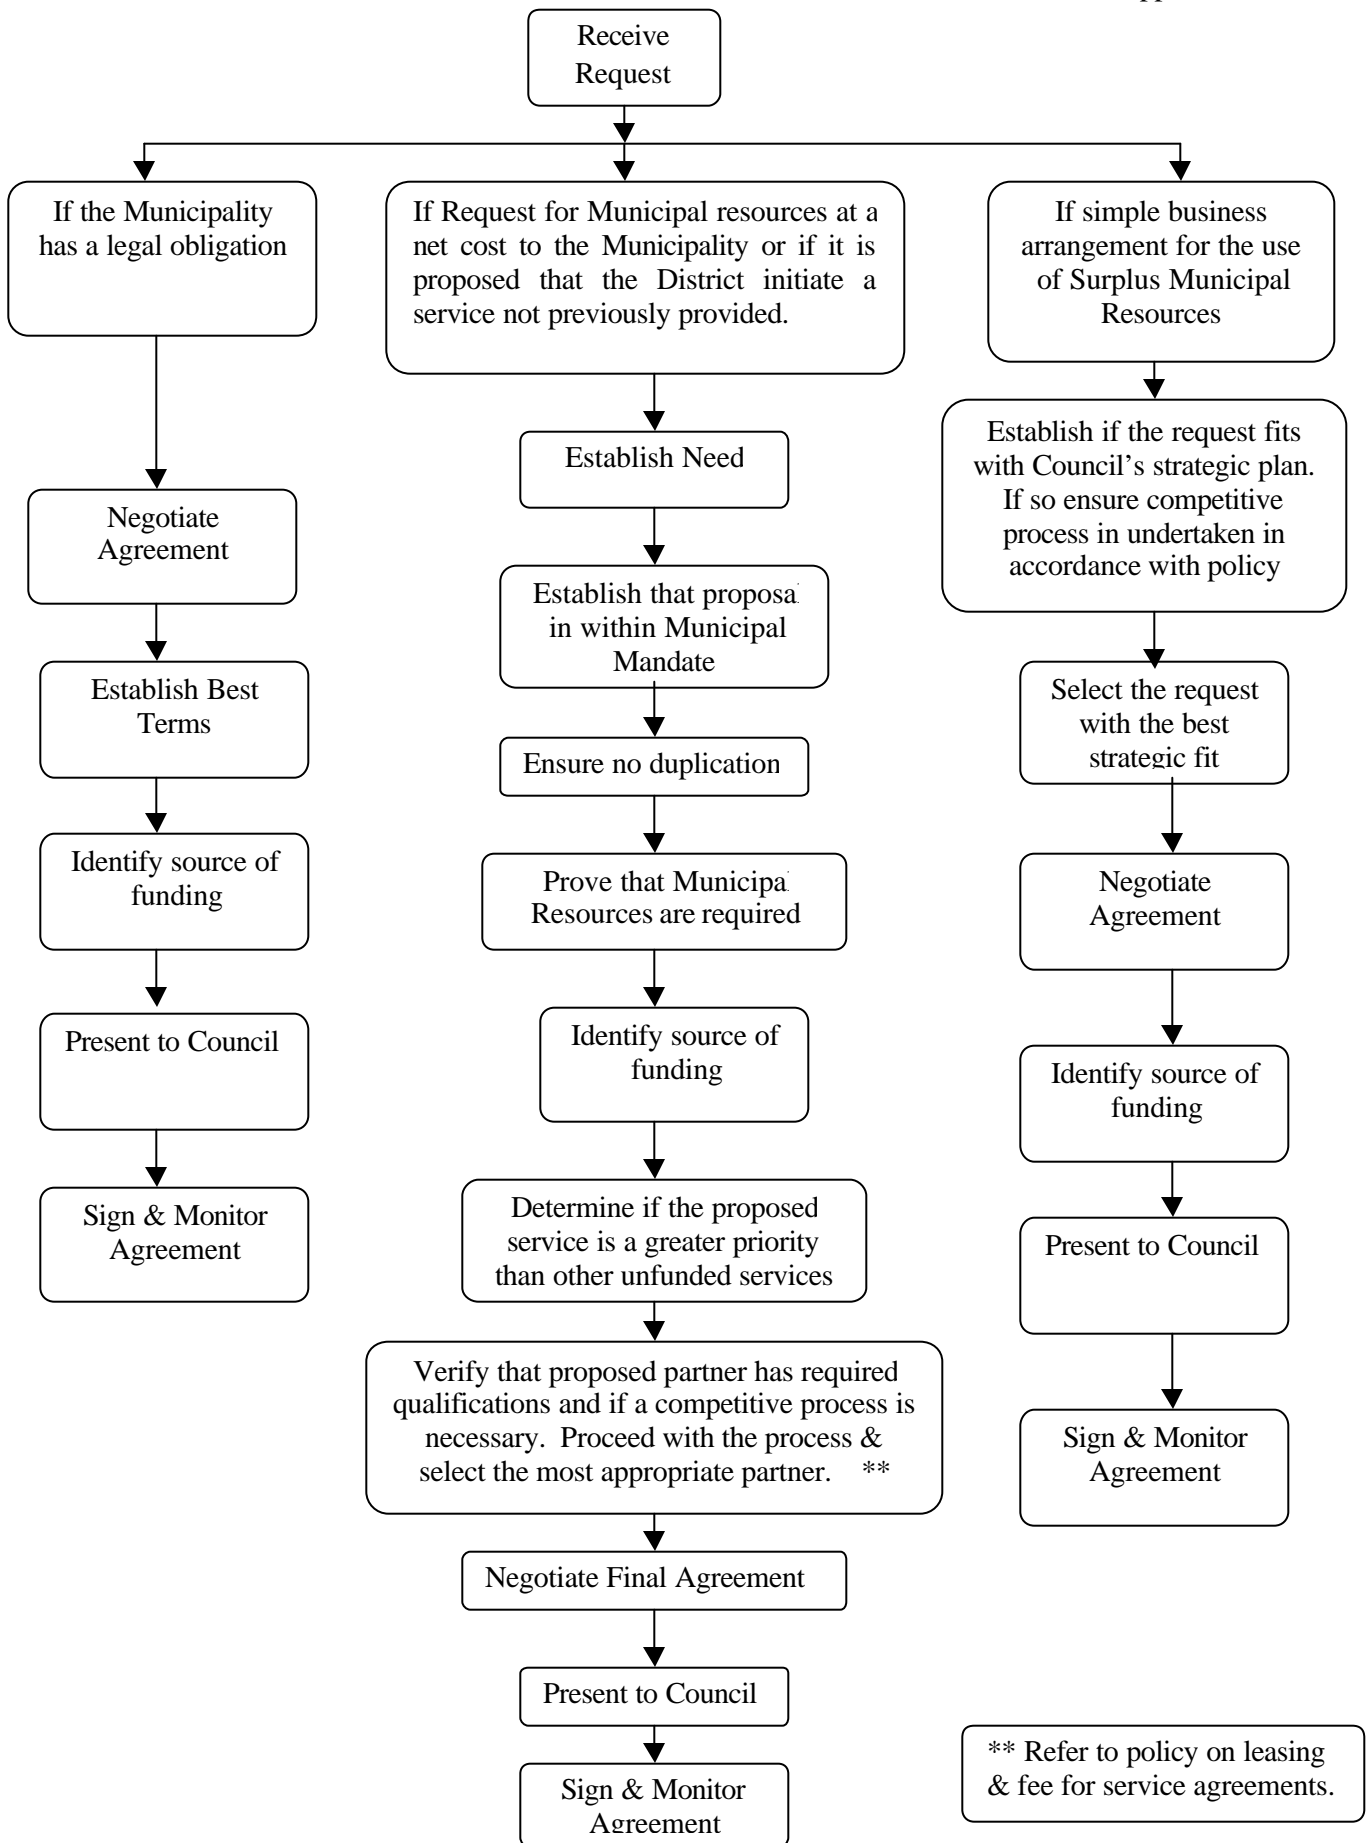 Receive
Request
If the Municipality
has a legal obligation
Negotiate
Agreement
Establish Best
Terms
Identify source of
funding
Present to Council
Sign & Monitor
Agreement
If Request for Municipal resources at a
net cost to the Municipality or if it is
proposed that the District initiate a
service not previously provided.
Establish Need
Establish that proposal
in within Municipal
Mandate
Ensure no duplication
Prove that Municipal
Resources are required
Identify source of
funding
Determine if the proposed
service is a greater priority
than other unfunded services
Verify that proposed partner has required
qualifications and if a competitive process is
necessary. Proceed with the process &
select the most appropriate partner. **
Negotiate Final Agreement
Present to Council
Sign & Monitor
Agreement
If simple business
arrangement for the use
of Surplus Municipal
Resources
Establish if the request fits
with Council’s strategic plan.
If so ensure competitive
process in undertaken in
accordance with policy
Select the request
with the best
strategic fit
Negotiate
Agreement
Identify source of
funding
Present to Council
Sign & Monitor
Agreement
** Refer to policy on leasing
& fee for service agreements.